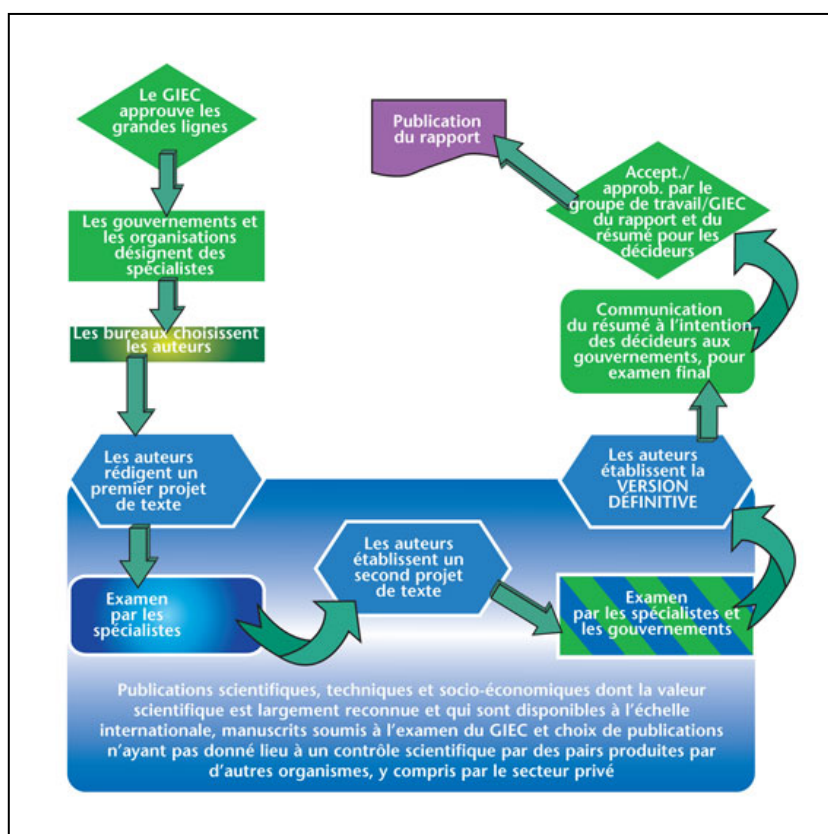 Le GIEC
approuve les
grandes lignes
Les gouvernements et
les organisations
désignent des
spécialistes
Les bureaux choisissent
les auteurs
Les auteurs
rédigent un
premier projet
de texte
Examen
par les
spécialistes
Les auteurs
établissent un
second projet
de texte
Examen
par les spécialistes et
les gouvernements
Les auteurs
établissent la
VERSION
DÉFINITIVE
Communication
du résumé à l'intention
des décideurs aux
gouvernements, pour
examen final
Accept./
approb. par le
groupe de travail/GIEC
du rapport et du
résumé pour les
décideurs
Publication
du rapport
Publications scientifiques, techniques et socio-économiques dont la valeur
scientifique est largement reconnue et qui sont disponibles à l'échelle
internationale, manuscrits soumis à l'examen du GIEC et choix de publications
n'ayant pas donné lieu à un contrôle scientifique par des pairs produites par
d'autres organismes, y compris par le secteur privé